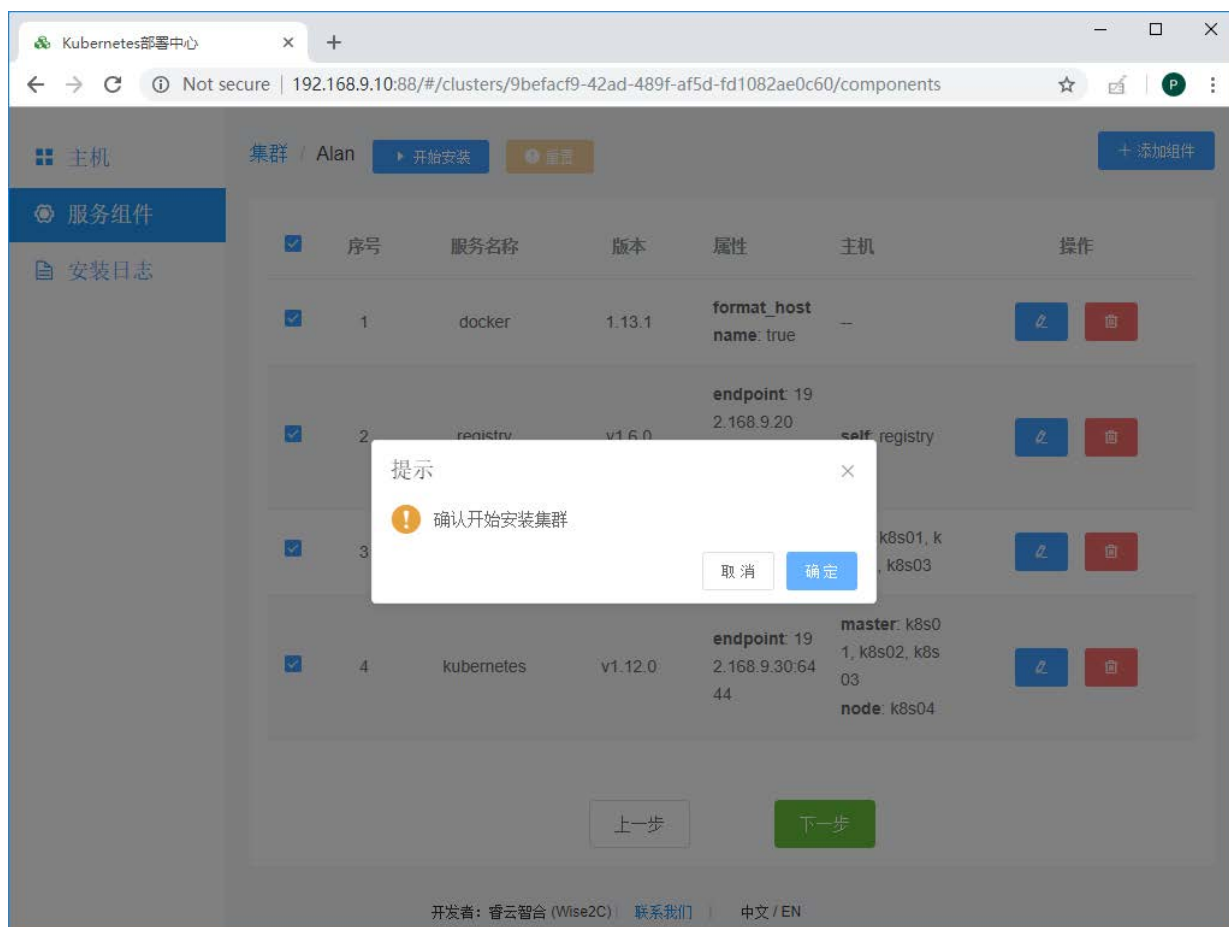 Kubernetes部署中心
Not secure | 192.168.9.10:88/#/clusters/9befacf9-42ad-489f-af5d-fd1082ae0c60/components
P
主机
服务组件
安装日志
集群 / Alan 开始安装 重置 + 添加组件
序号 服务名称 版本 属性 主机 操作
1 docker 1.13.1 format_host
name: true --
2 registry v1.6.0 endpoint: 19
2.168.9.20
self: registry
提示
确认开始安装集群
取消 确定
3 k8s01, k
, k8s03
4 kubernetes v1.12.0 endpoint: 19
2.168.9.30:64
44
master: k8s0
1, k8s02, k8s
03
node: k8s04
上一步 下一步
开发者：睿云智合 (Wise2C) | 联系我们 | 中文 / EN